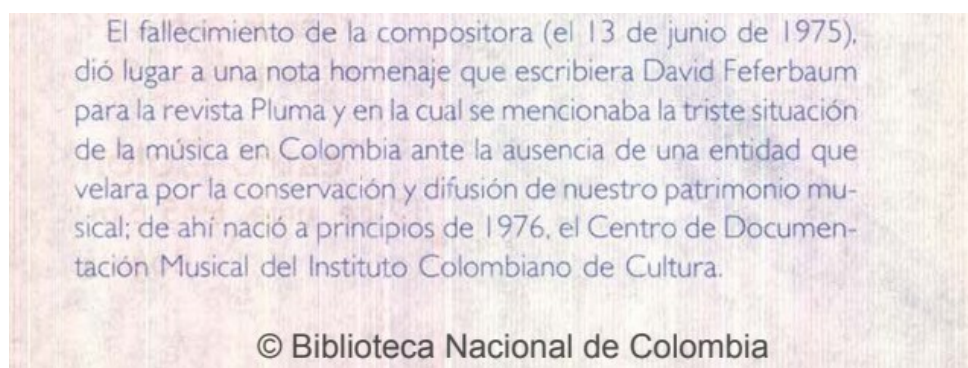 El fallecimiento de la compositora (el 13 de junio de 1975),
dió lugar a una nota homenaje que escribiera David Feferbaum
para la revista Pluma y en la cual se mencionaba la triste situación
de la música en Colombia ante la ausencia de una entidad que
velara por la conservación y difusión de nuestro patrimonio mu-
sical; de ahí nació a principios de 1976, el Centro de Documen-
tación Musical del Instituto Colombiano de Cultura.
© Biblioteca Nacional de Colombia